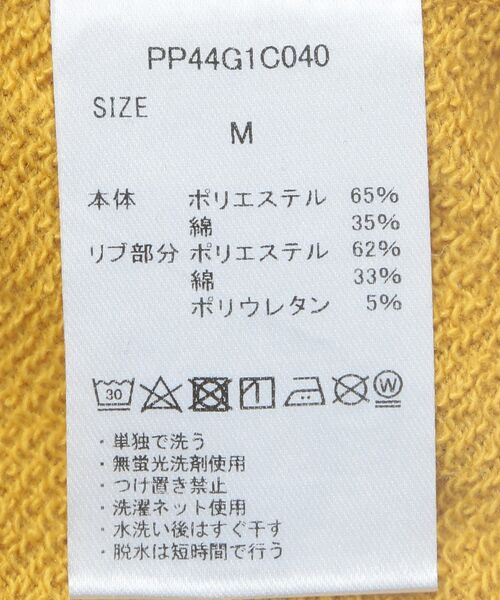 PP44G1C040
SIZE
M
本体 ポリエステル 65%
綿 35%
リブ部分 ポリエステル 62%
綿 33%
ポリウレタン 5%
30 W
・単独で洗う
・無蛍光洗剤使用
・つけ置き禁止
・洗濯ネット使用
・水洗い後はすぐ干す
・脱水は短時間で行う